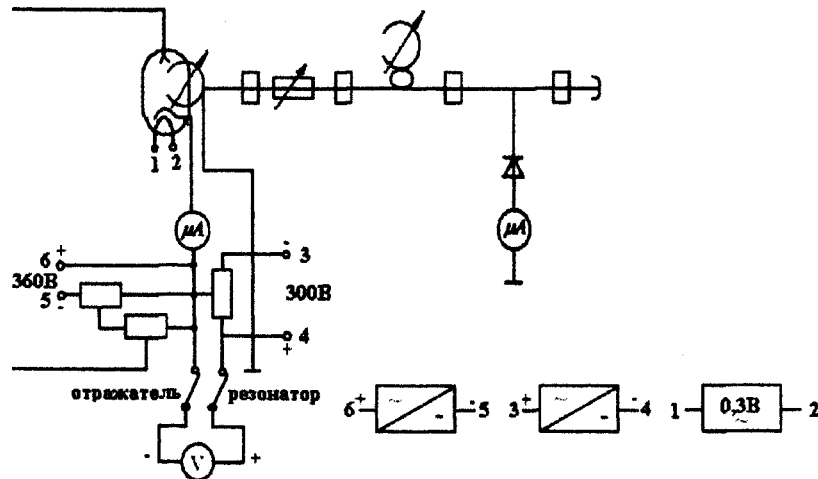 1 2
μA
6 +
- 3
360В
300В
5 -
4
+
μA
отражатель резонатор
- V +
6 + ~ - - 5
3 + ~ - - 4
1 0,3В ~ 2